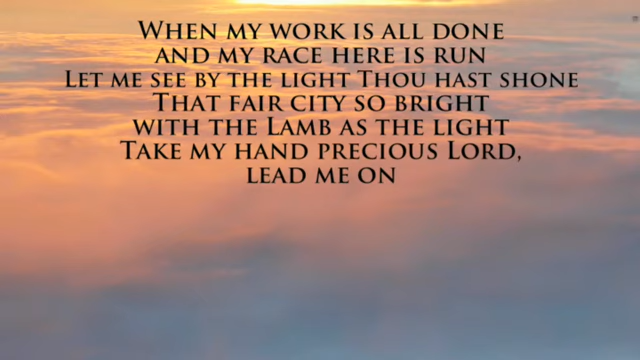 When my work is all done
and my race here is run
Let me see by the light Thou hast shone
That fair city so bright
with the Lamb as the light
Take my hand precious Lord,
lead me on